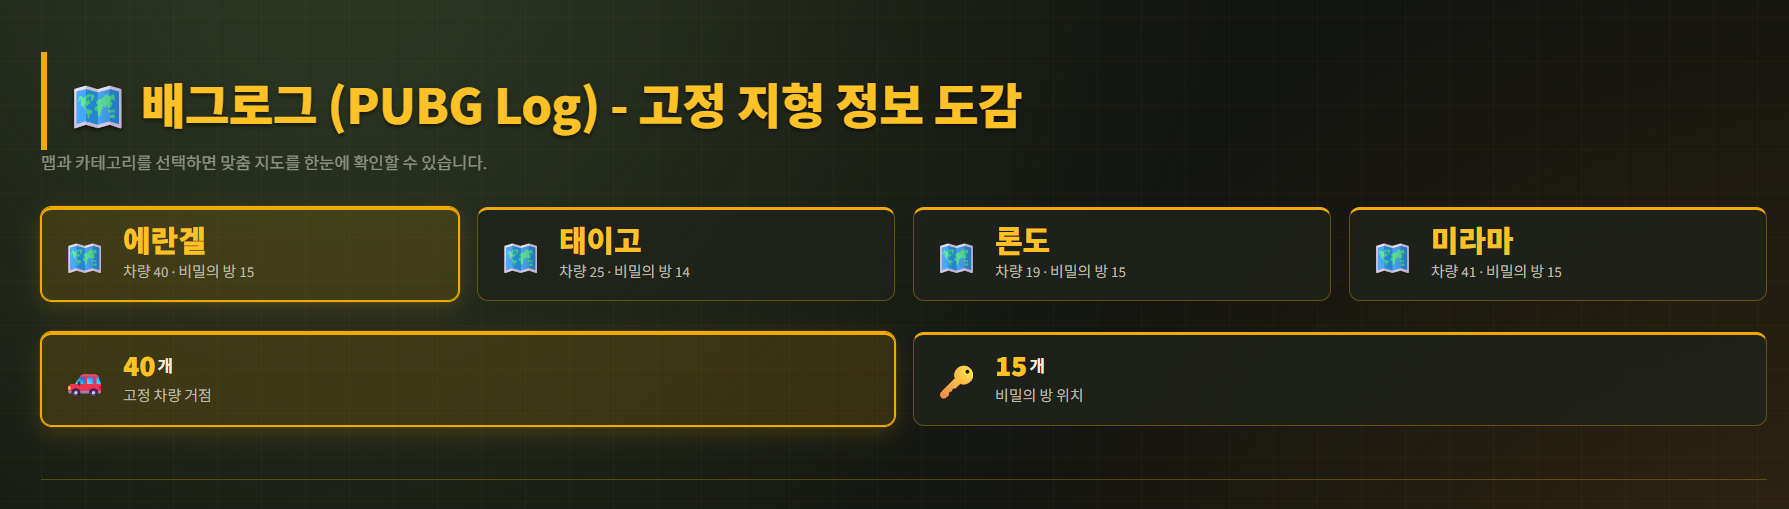 배그로그 (PUBG Log) - 고정 지형 정보 도감
맵과 카테고리를 선택하면 맞춤 지도를 한눈에 확인할 수 있습니다.
에란겔
차량 40 · 비밀의 방 15
태이고
차량 25 · 비밀의 방 14
론도
차량 19 · 비밀의 방 15
미라마
차량 41 · 비밀의 방 15
40개
고정 차량 거점
15개
비밀의 방 위치